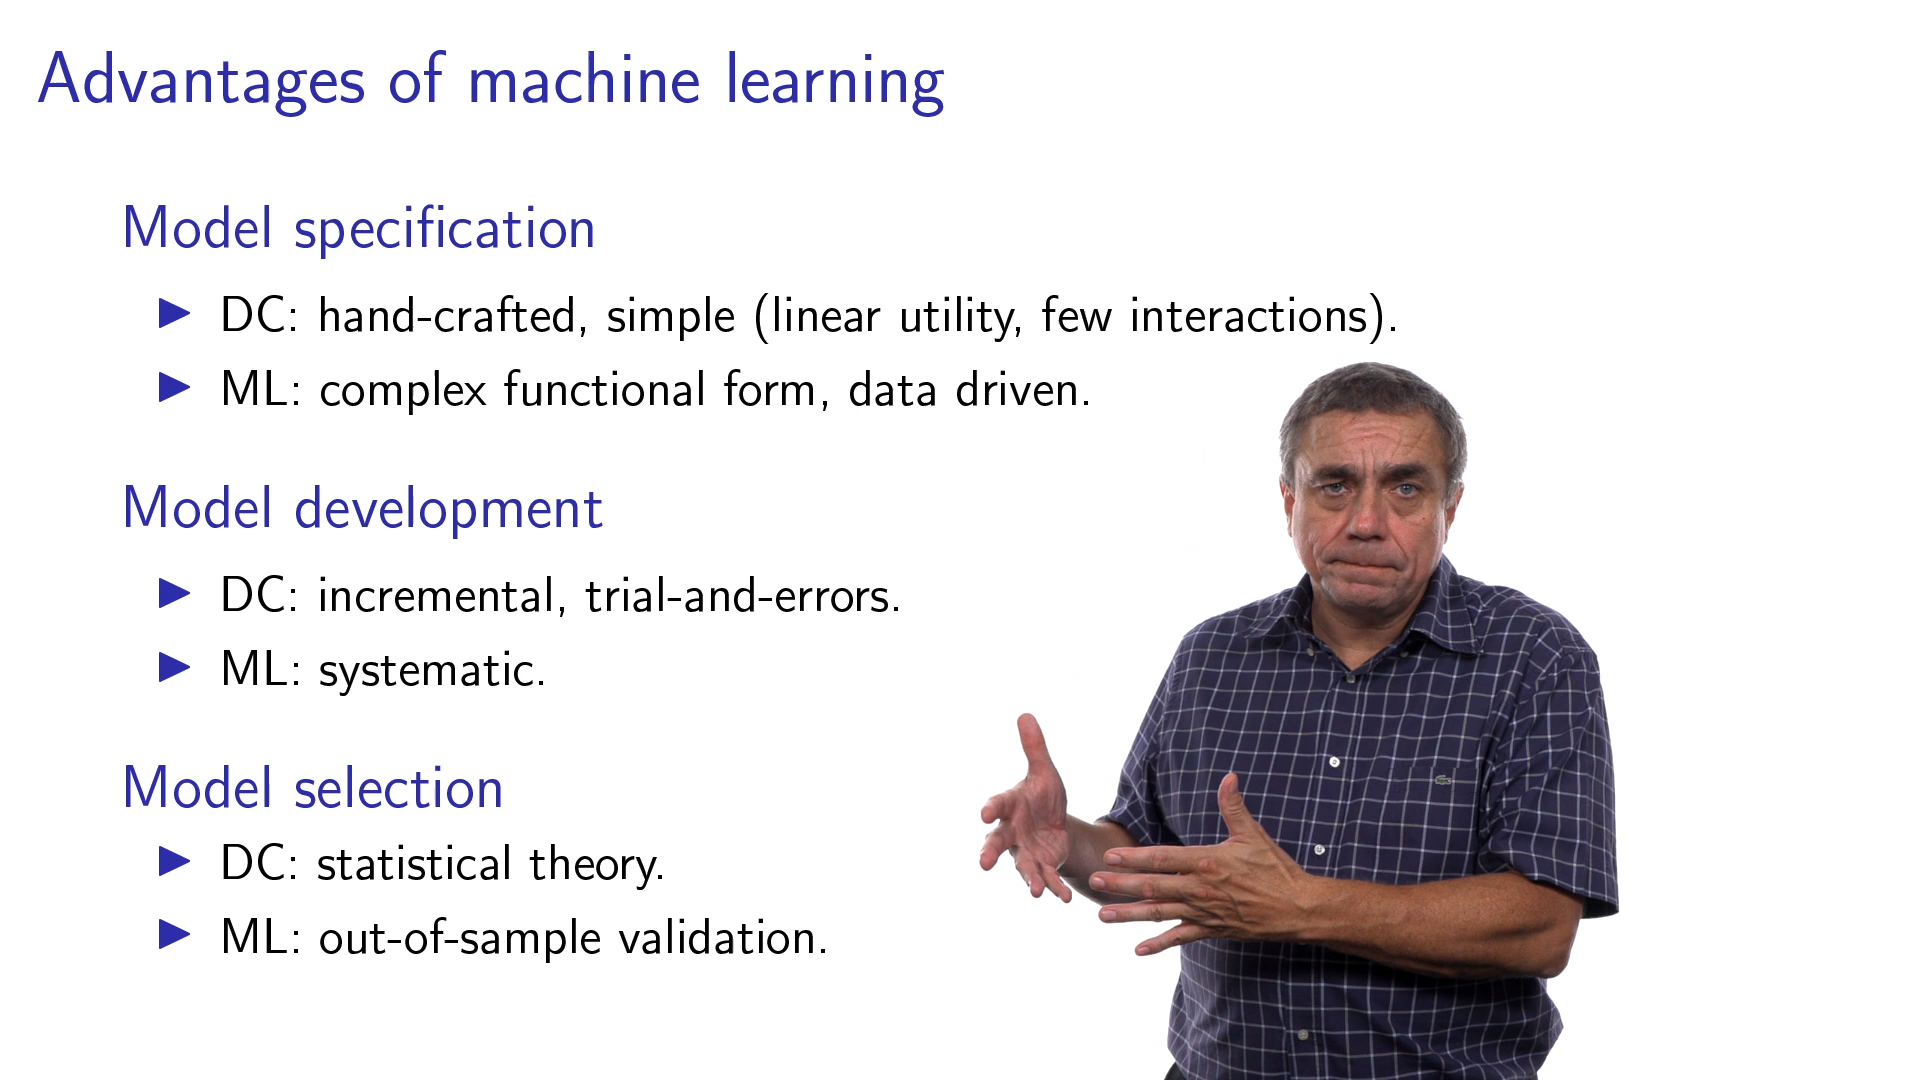 Advantages of machine learning
Model specification
▶ DC: hand-crafted, simple (linear utility, few interactions).
▶ ML: complex functional form, data driven.
Model development
▶ DC: incremental, trial-and-errors.
▶ ML: systematic.
Model selection
▶ DC: statistical theory.
▶ ML: out-of-sample validation.